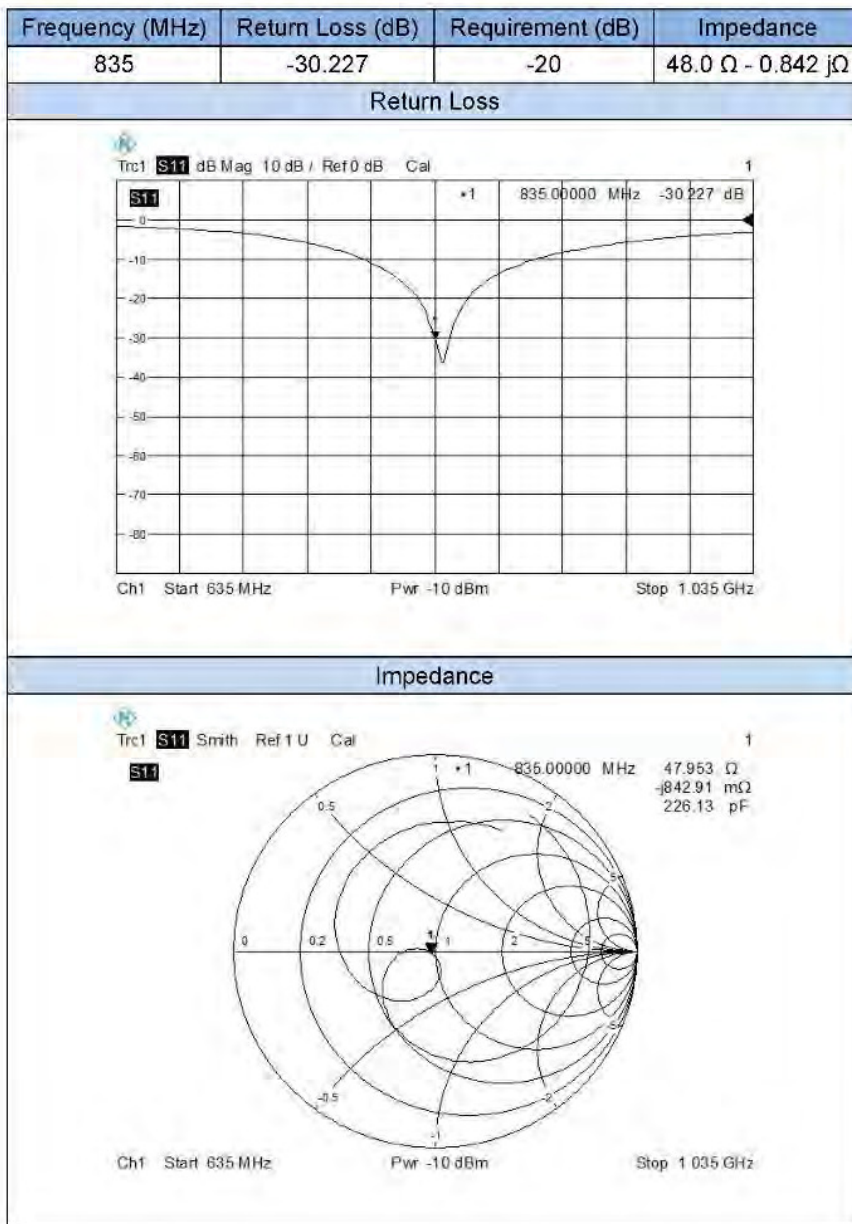 Frequency (MHz) Return Loss (dB) Requirement (dB) Impedance
835 -30.227 -20 48.0 Ω - 0.842 jΩ
Return Loss
Trc1 S11 dB Mag 10 dB / Ref 0 dB Cal 1
S11 •1 835.00000 MHz -30.227 dB
0
-10
-20
1
-30
-40
-50
-60
-70
-80
Ch1 Start 635 MHz Pwr -10 dBm Stop 1.035 GHz
Impedance
Trc1 S11 Smith Ref 1 U Cal 1
S11 •1 835.00000 MHz 47.953 Ω
-j842.91 mΩ
226.13 pF
1
0.5 2
5
1
0 0.2 0.5 1 2 5
-5
-0.5 -2
-1
Ch1 Start 635 MHz Pwr -10 dBm Stop 1.035 GHz